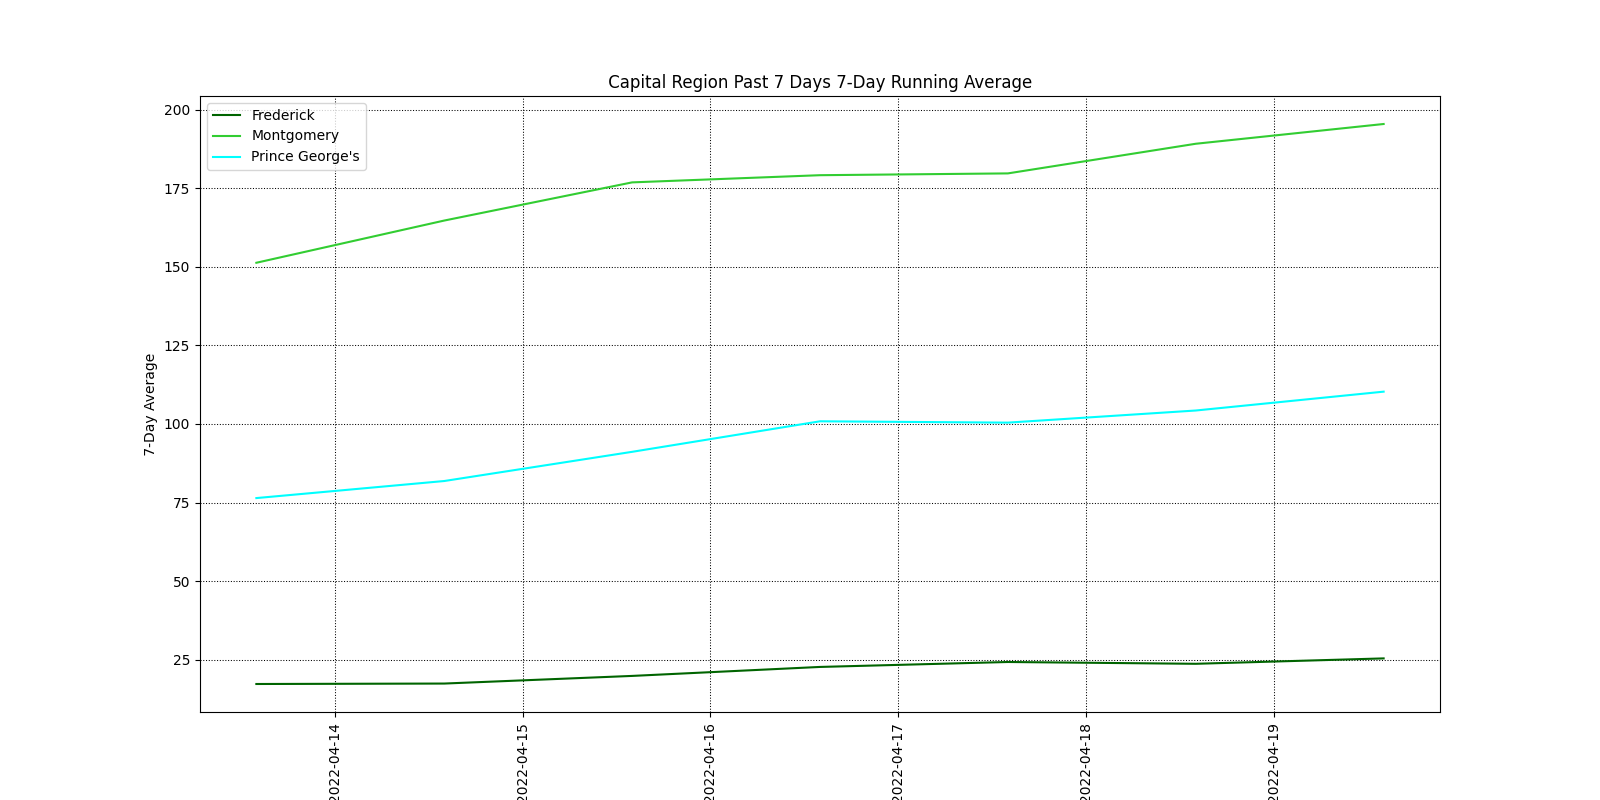 Capital Region Past 7 Days 7-Day Running Average
Frederick
Montgomery
Prince George's
200
175
150
125
100
75
50
25
7-Day Average
2022-04-14
2022-04-15
2022-04-16
2022-04-17
2022-04-18
2022-04-19